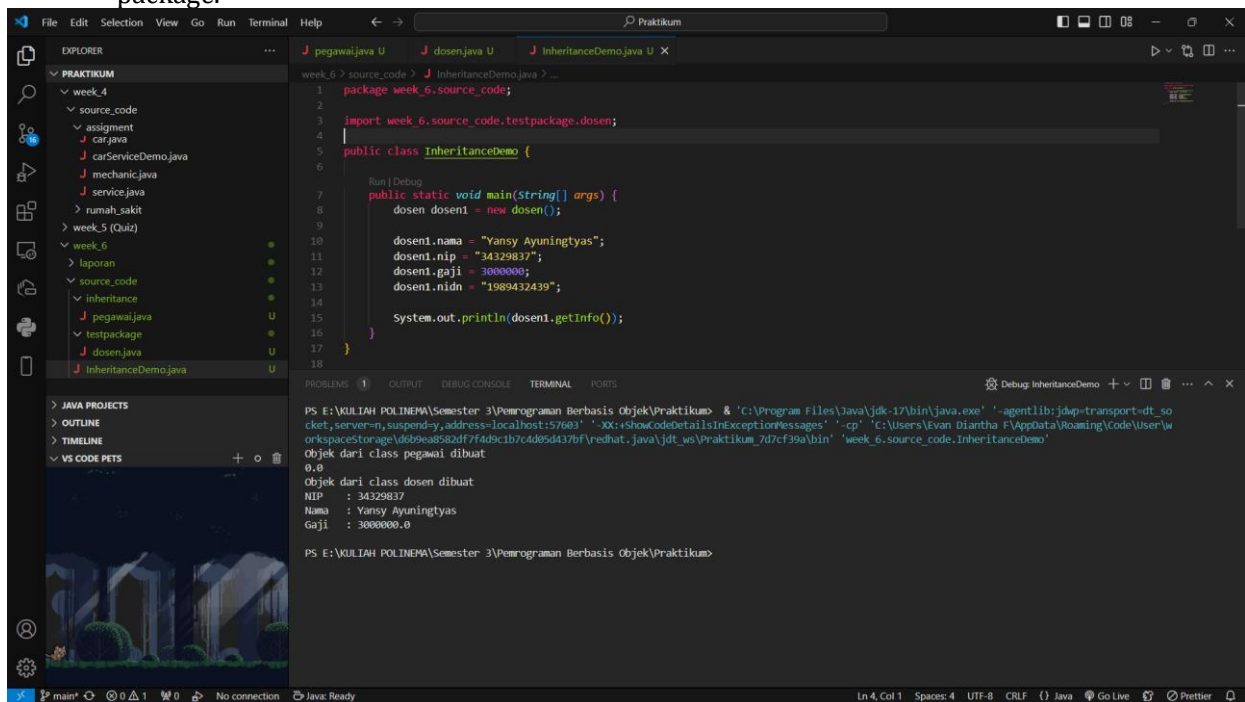 package.
File Edit Selection View Go Run Terminal Help
Praktikum
EXPLORER
PRAKTIKUM
week_4
source_code
assigment
car.java
carServiceDemo.java
mechanic.java
service.java
rumah_sakit
week_5 (Quiz)
week_6
laporan
source_code
inheritance
pegawai.java U
testpackage
dosen.java U
InheritanceDemo.java U
JAVA PROJECTS
OUTLINE
TIMELINE
VS CODE PETS
pegawai.java U dosen.java U InheritanceDemo.java U
week_6 > source_code > InheritanceDemo.java > ...
1 package week_6.source_code;
2
3 import week_6.source_code.testpackage.dosen;
4
5 public class InheritanceDemo {
6
Run | Debug
7 public static void main(String[] args) {
8 dosen dosen1 = new dosen();
9
10 dosen1.nama = "Yansy Ayuningtyas";
11 dosen1.nip = "34329837";
12 dosen1.gaji = 3000000;
13 dosen1.nidn = "1989432439";
14
15 System.out.println(dosen1.getInfo());
16 }
17 }
18
PROBLEMS 1 OUTPUT DEBUG CONSOLE TERMINAL PORTS
Debug: InheritanceDemo
PS E:\KULIAH POLINEMA\Semester 3\Pemrograman Berbasis Objek\Praktikum> & 'C:\Program Files\Java\jdk-17\bin\java.exe' '-agentlib:jdwp=transport=dt_so
cket,server=n,suspend=y,address=localhost:57603' '-XX:+ShowCodeDetailsInExceptionMessages' '-cp' 'C:\Users\Evan Diantha F\AppData\Roaming\Code\User\w
orkspaceStorage\d6b9ea8582df7f4d9c1b7c4d05d437bf\redhat.java\jdt_ws\Praktikum_7d7cf39a\bin' 'week_6.source_code.InheritanceDemo'
Objek dari class pegawai dibuat
0.0
Objek dari class dosen dibuat
NIP : 34329837
Nama : Yansy Ayuningtyas
Gaji : 3000000.0
PS E:\KULIAH POLINEMA\Semester 3\Pemrograman Berbasis Objek\Praktikum>
main* 0 1 0 No connection Java: Ready
Ln 4, Col 1 Spaces: 4 UTF-8 CRLF {} Java Go Live Prettier